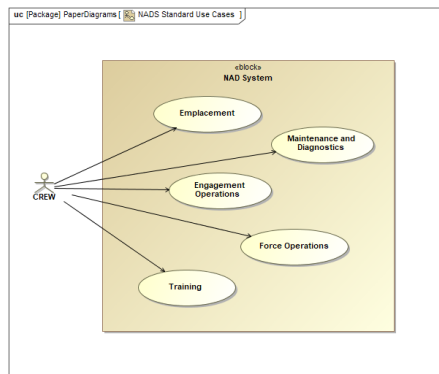 uc [Package] PaperDiagrams [ NADS Standard Use Cases ]
«block»
NAD System
Emplacement
Maintenance and
Diagnostics
CREW
Engagement
Operations
Force Operations
Training